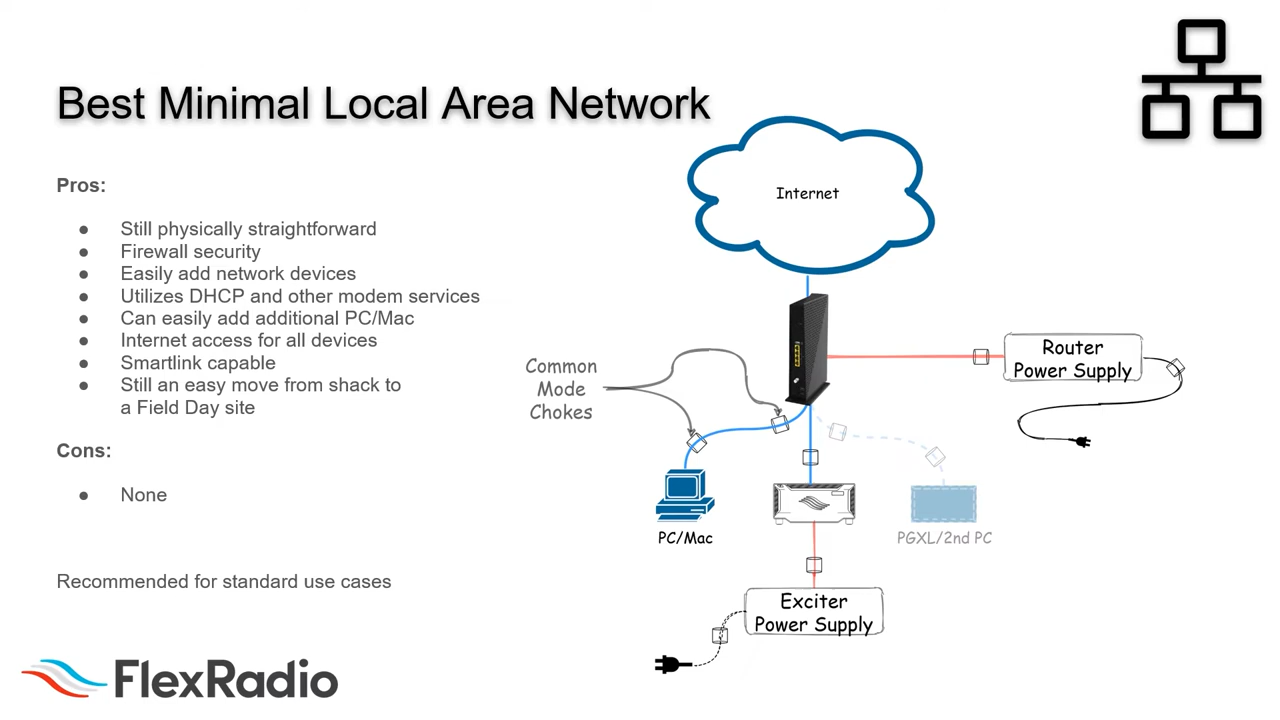 Best Minimal Local Area Network
Pros:
● Still physically straightforward
● Firewall security
● Easily add network devices
● Utilizes DHCP and other modem services
● Can easily add additional PC/Mac
● Internet access for all devices
● Smartlink capable
● Still an easy move from shack to
a Field Day site
Cons:
● None
Recommended for standard use cases
FlexRadio
Internet
Router
Power Supply
Common
Mode
Chokes
PC/Mac
PGXL/2nd PC
Exciter
Power Supply